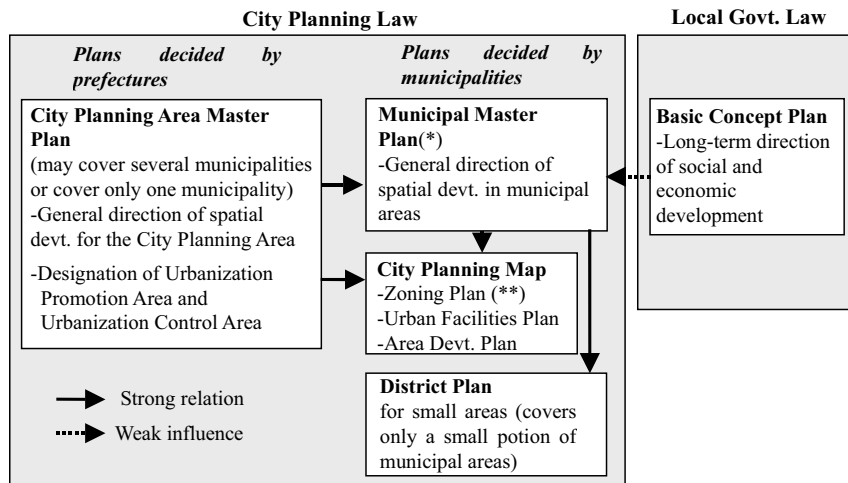 City Planning Law
Local Govt. Law
Plans decided by
prefectures
Plans decided by
municipalities
City Planning Area Master
Plan
(may cover several municipalities
or cover only one municipality)
-General direction of spatial
devt. for the City Planning Area
-Designation of Urbanization
Promotion Area and
Urbanization Control Area
Municipal Master
Plan(*)
-General direction of
spatial devt. in municipal
areas
Basic Concept Plan
-Long-term direction
of social and
economic
development
City Planning Map
-Zoning Plan (**)
-Urban Facilities Plan
-Area Devt. Plan
District Plan
for small areas (covers
only a small potion of
municipal areas)
Strong relation
Weak influence